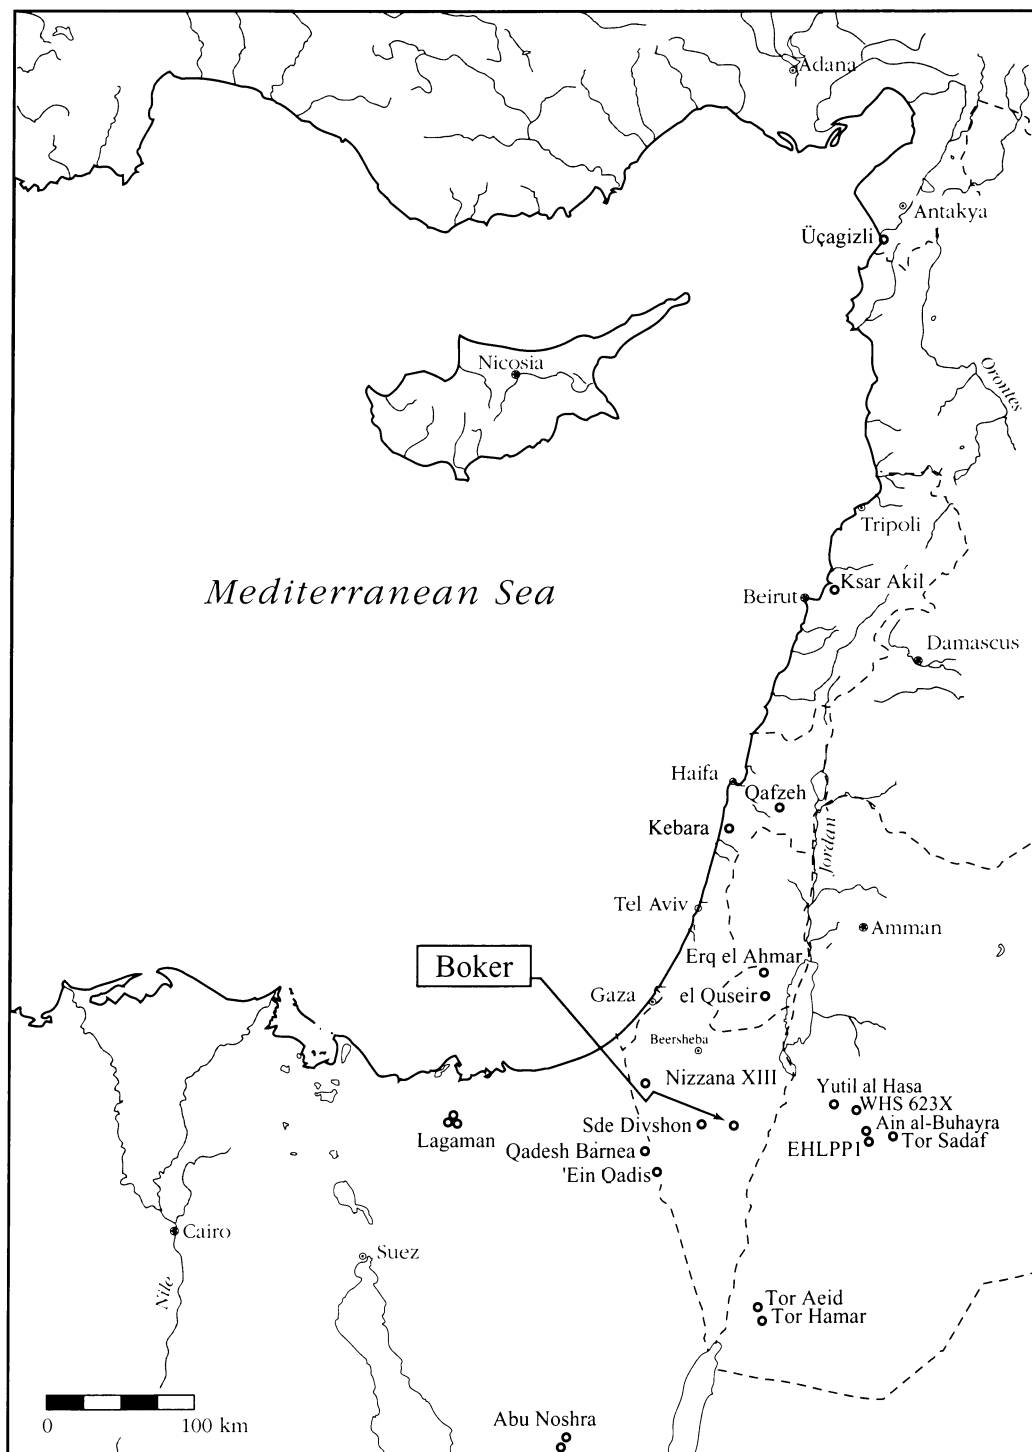 Adana
Antakya
Üçagizli
Nicosia
Orontes
Tripoli
Mediterranean Sea
Ksar Akil
Beirut
Damascus
Haifa
Qafzeh
Kebara
Jordan
Tel Aviv
Amman
Erq el Ahmar
Boker
Gaza
el Quseir
Beersheba
Nizzana XIII
Yutil al Hasa
WHS 623X
Lagaman
Sde Divshon
Ain al-Buhayra
Qadesh Barnea
EHLPP1
Tor Sadaf
'Ein Qadis
Cairo
Suez
Nile
Tor Aeid
Tor Hamar
0
100 km
Abu Noshra